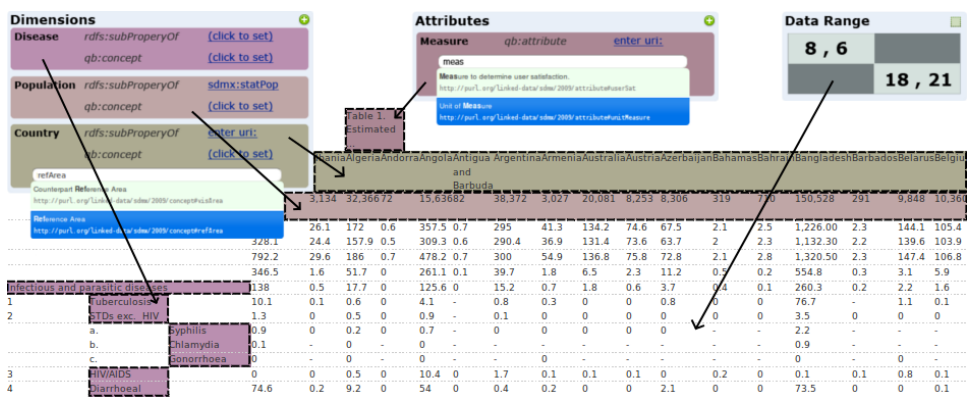 Dimensions
Disease rdfs:subProperyOf (click to set)
qb:concept (click to set)
Population rdfs:subProperyOf sdmx:statPop
qb:concept (click to set)
Country rdfs:subProperyOf enter uri:
qb:concept (click to set)
refArea
Counterpart Reference Area
http://purl.org/linked-data/sdmx/2009/concept#visArea
Reference Area
http://purl.org/linked-data/sdmx/2009/concept#refArea
Attributes
Measure qb:attribute enter uri:
meas
Measure to determine user satisfaction.
http://purl.org/linked-data/sdmx/2009/attribute#userSat
Unit of Measure
http://purl.org/linked-data/sdmx/2009/attribute#unitMeasure
Data Range
8 , 6
18 , 21
Table 1.
Estimated
...
bania Algeria Andorra Angola Antigua Argentina Armenia Australia Austria Azerbaijan Bahamas Bahrain Bangladesh Barbados Belarus Belgiu
and
Barbuda
3,134 32,366 72 15,636 82 38,372 3,027 20,081 8,253 8,306 319 710 150,528 291 9,848 10,360
26.1 172 0.6 357.5 0.7 295 41.3 134.2 74.6 67.5 2.1 2.5 1,226.00 2.3 144.1 105.4
328.1 24.4 157.9 0.5 309.3 0.6 290.4 36.9 131.4 73.6 63.7 2 2.3 1,132.30 2.2 139.6 103.9
792.2 29.6 186 0.7 478.2 0.7 300 54.9 136.8 75.8 72.8 2.1 2.8 1,320.50 2.3 147.4 106.8
346.5 1.6 51.7 0 261.1 0.1 39.7 1.8 6.5 2.3 11.2 0.5 0.2 554.8 0.3 3.1 5.9
Infectious and parasitic diseases 138 0.5 17.7 0 125.6 0 15.2 0.7 1.8 0.6 3.7 0.4 0.1 260.3 0.2 2.2 1.6
1 Tuberculosis 10.1 0.1 0.6 0 4.1 - 0.8 0.3 0 0 0.8 0 0 76.7 - 1.1 0.1
2 STDs exc. HIV 1.3 0 0.5 0 0.9 - 0.1 0 0 0 0 0 0 3.5 0 0 0
a. Syphilis 0.9 0 0.2 0 0.7 - 0 0 0 0 0 - - 2.2 - - -
b. Chlamydia 0.1 - 0 - 0 - - - - - - - - 0.9 - - -
c. Gonorrhoea 0 - 0 - 0 - - 0 - - - - - 0 - - -
3 HIV/AIDS 0 0 0.5 0 10.4 0 1.7 0.1 0.1 0.1 0 0.2 0 0.1 0.1 0.8 0.1
4 Diarrhoeal 74.6 0.2 9.2 0 54 0 0.4 0.2 0 0 2.1 0 0 73.5 0 0 0.1